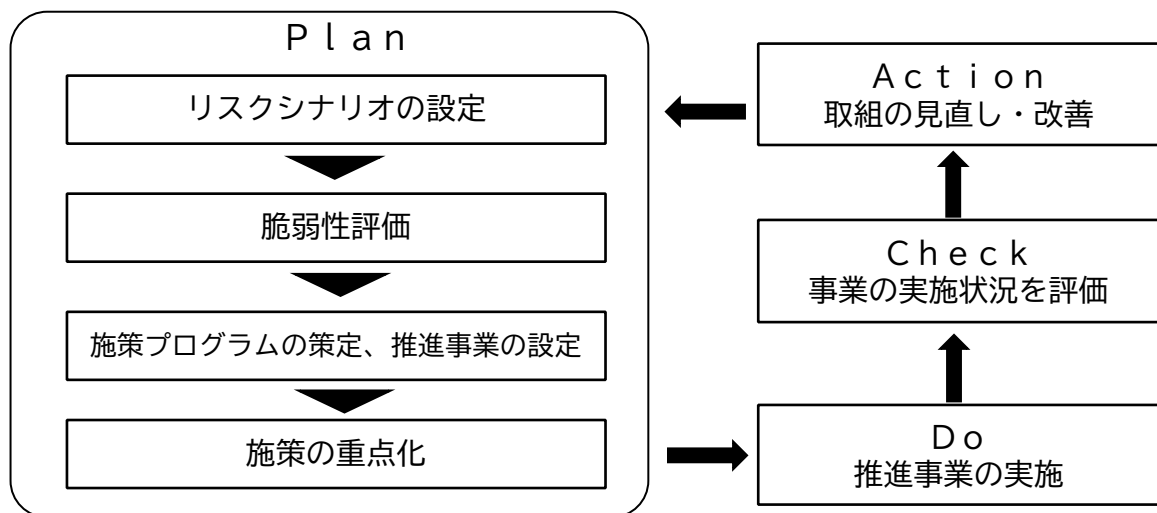 Ｐｌａｎ
リスクシナリオの設定
脆弱性評価
施策プログラムの策定、推進事業の設定
施策の重点化
Ａｃｔｉｏｎ
取組の見直し・改善
Ｃｈｅｃｋ
事業の実施状況を評価
Ｄｏ
推進事業の実施